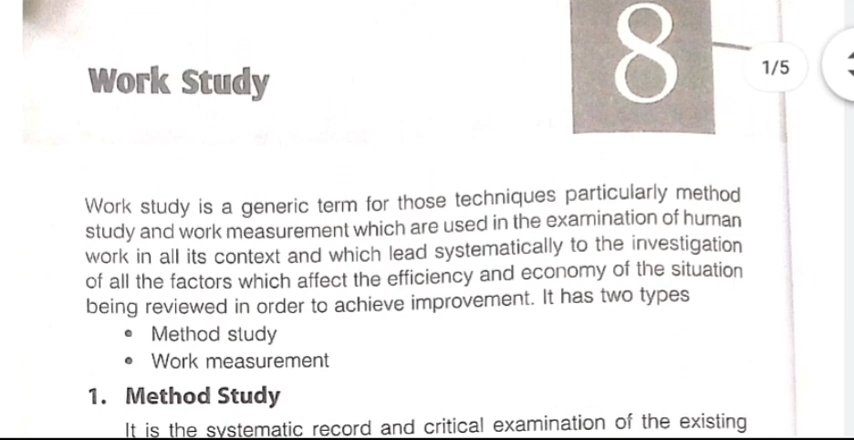 8
Work Study
1/5
Work study is a generic term for those techniques particularly method
study and work measurement which are used in the examination of human
work in all its context and which lead systematically to the investigation
of all the factors which affect the efficiency and economy of the situation
being reviewed in order to achieve improvement. It has two types
• Method study
• Work measurement
1. Method Study
It is the systematic record and critical examination of the existing